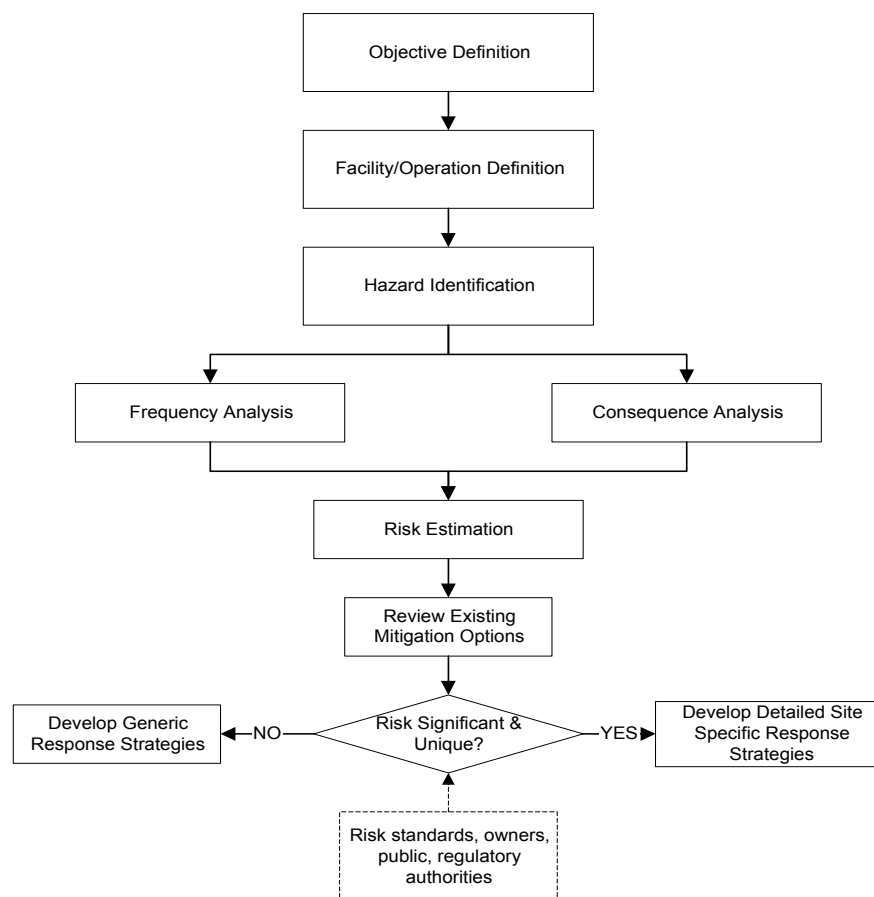 Objective Definition
Facility/Operation Definition
Hazard Identification
Frequency Analysis
Consequence Analysis
Risk Estimation
Review Existing
Mitigation Options
Develop Generic
Response Strategies
NO
Risk Significant &
Unique?
YES
Develop Detailed Site
Specific Response
Strategies
Risk standards, owners,
public, regulatory
authorities